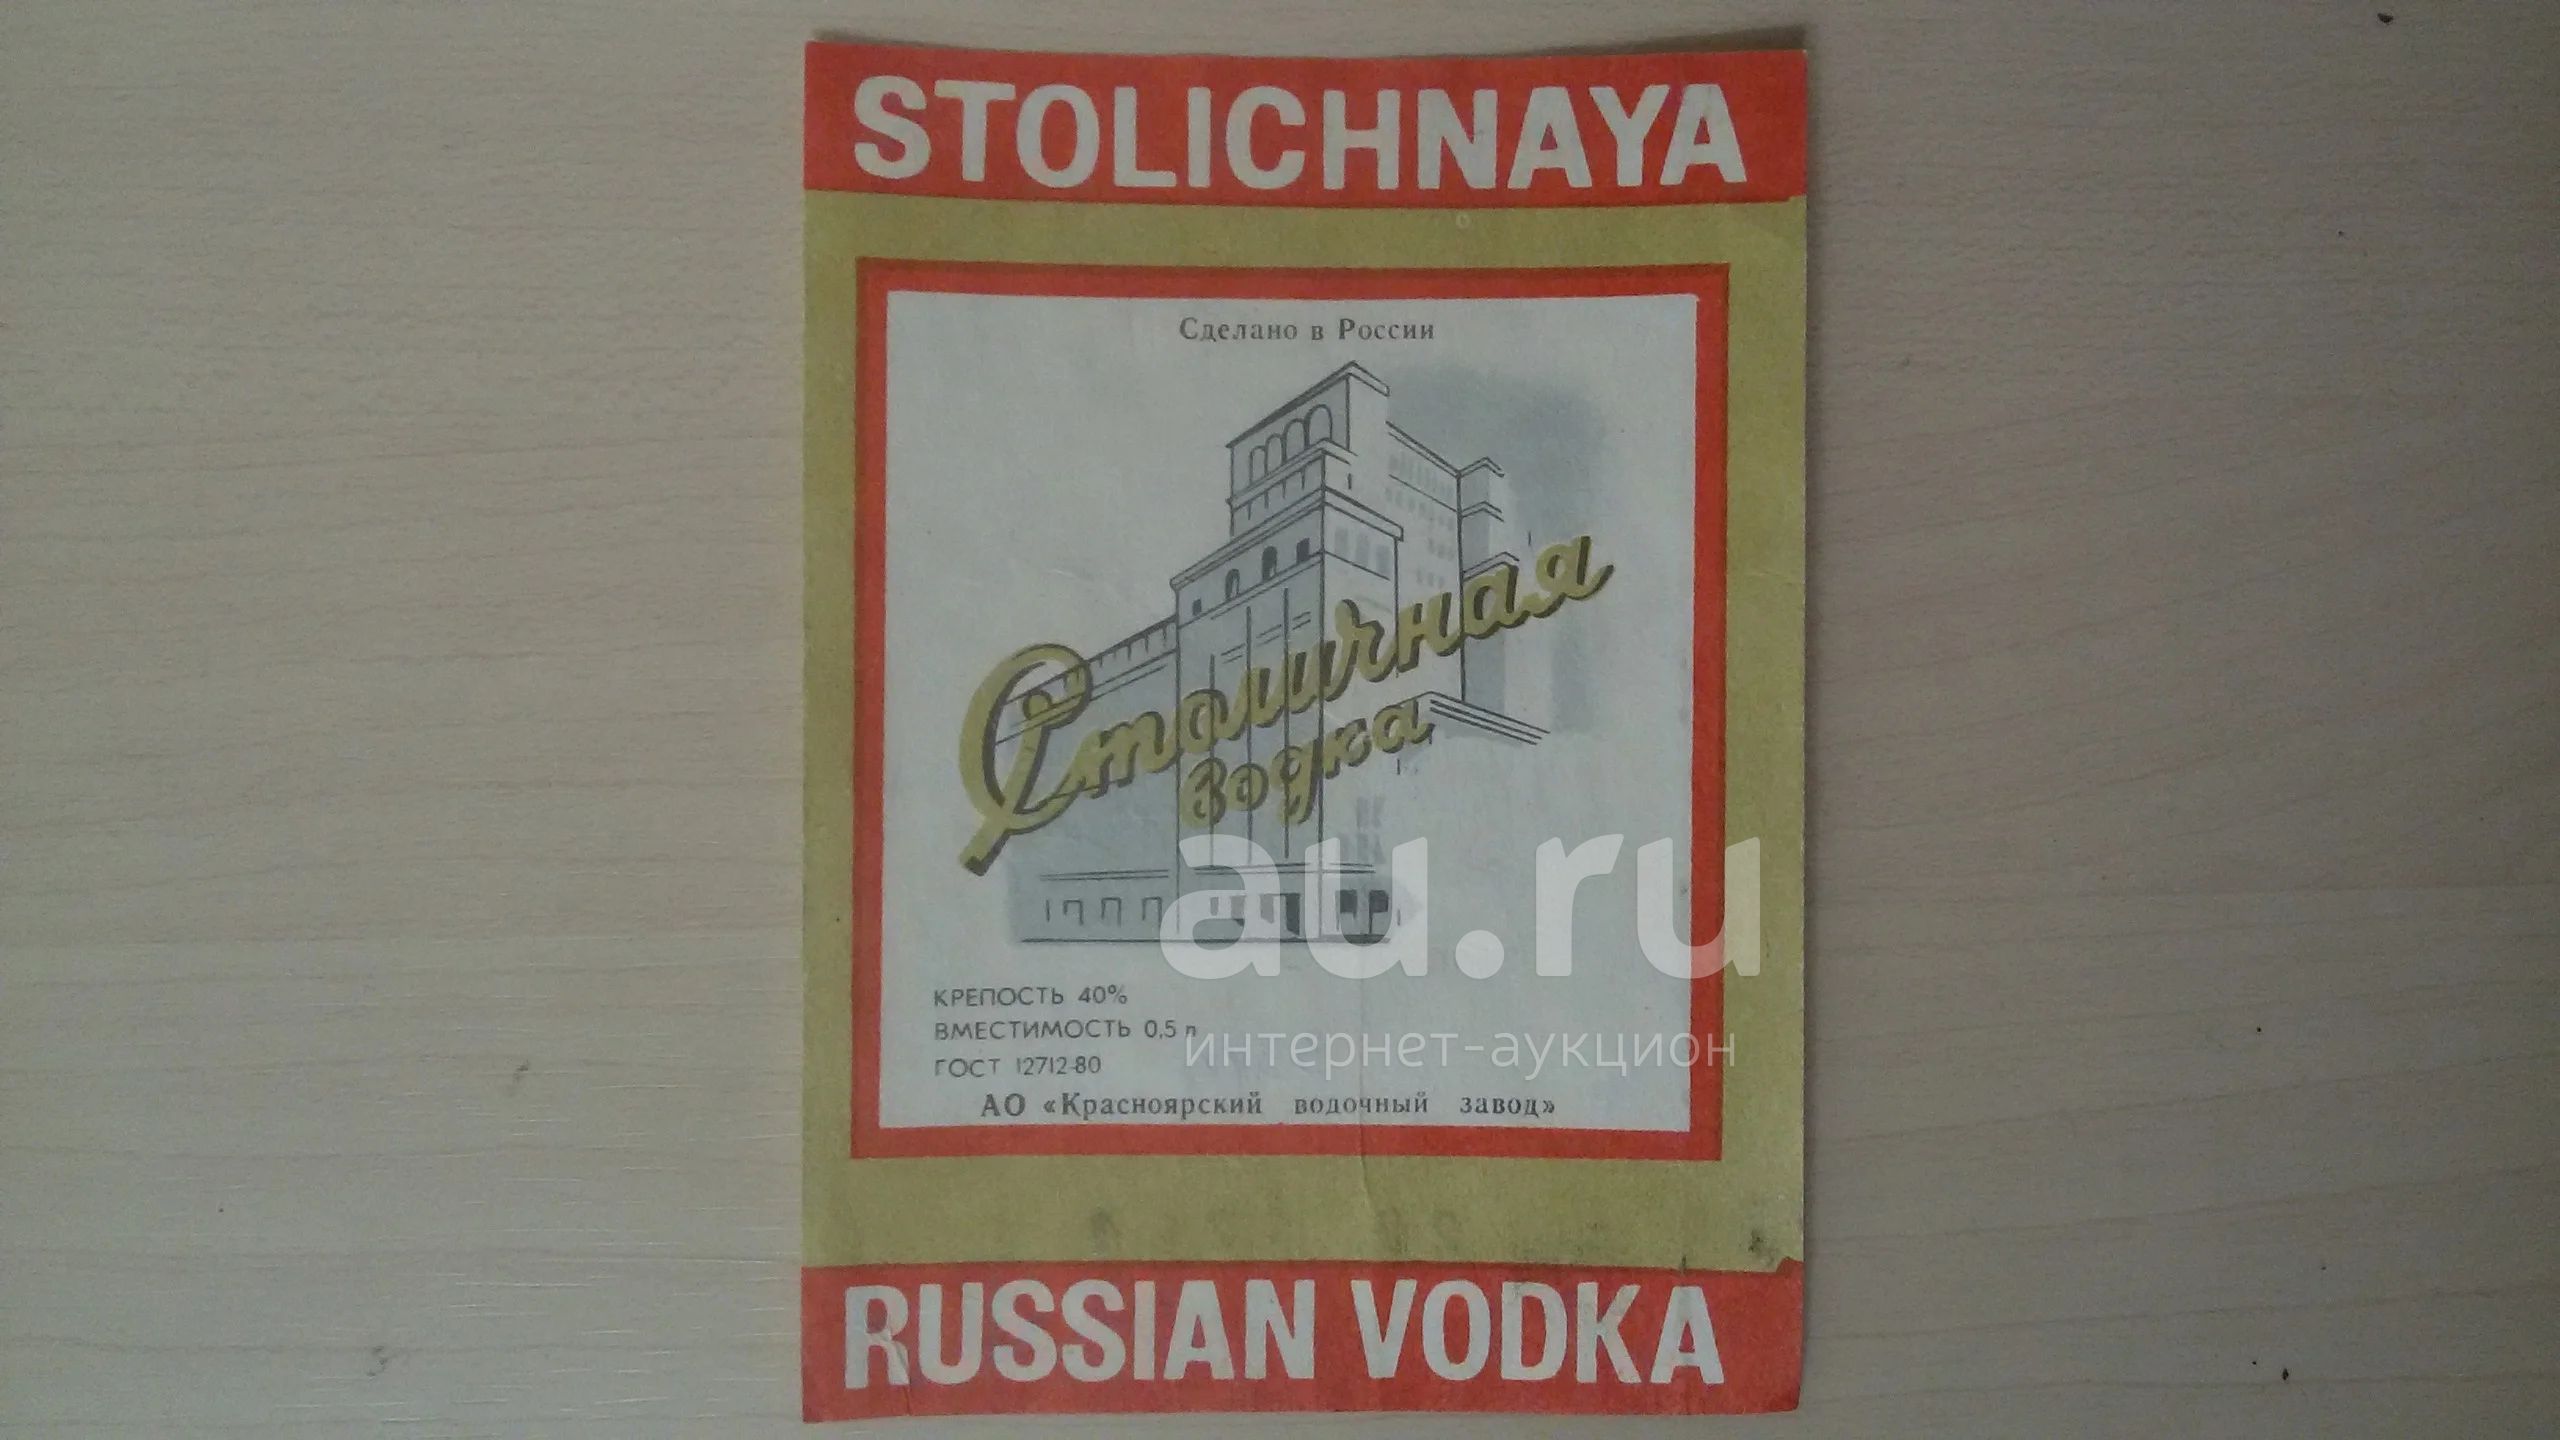 STOLICHNAYA
Сделано в России
Столичная
водка
au.ru
интернет-аукцион
КРЕПОСТЬ 40%
ВМЕСТИМОСТЬ 0,5 л
ГОСТ 12712-80
АО «Красноярский водочный завод»
RUSSIAN VODKA